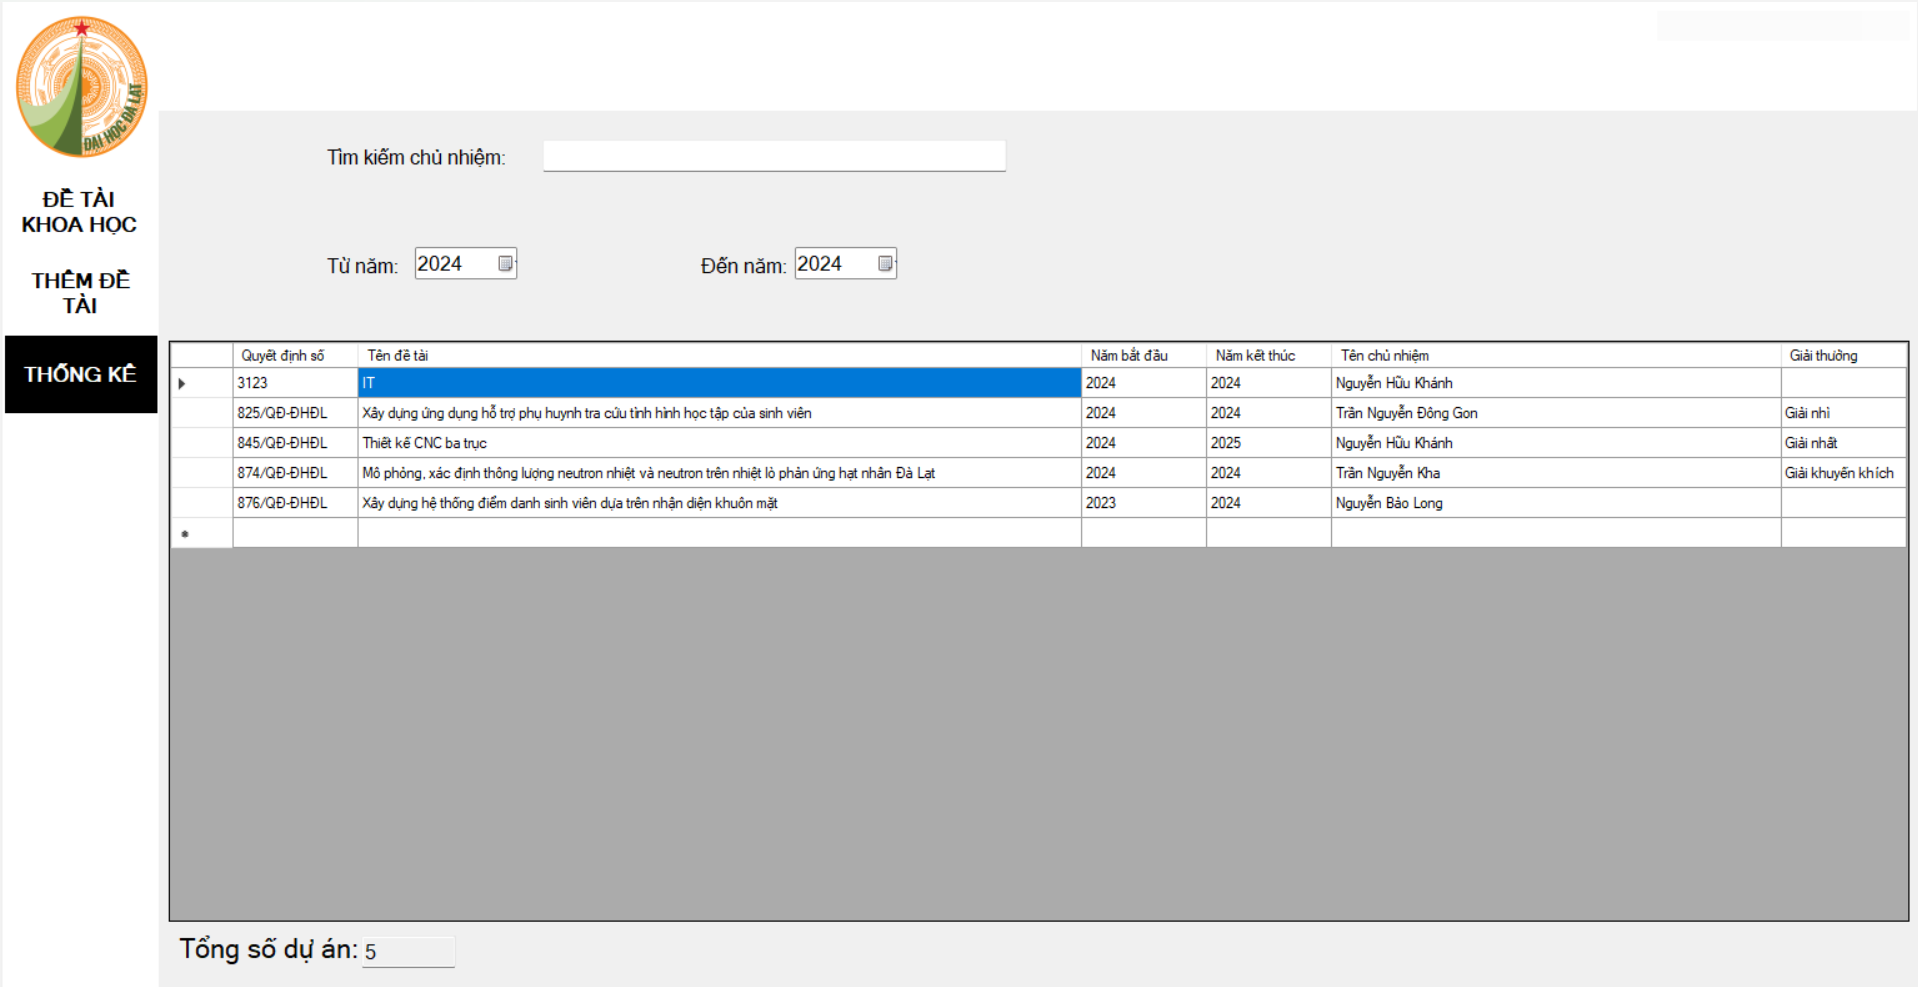 ĐẠI HỌC ĐÀ LẠT
ĐỀ TÀI
KHOA HỌC
THÊM ĐỀ
TÀI
THỐNG KÊ
Tìm kiếm chủ nhiệm:
Từ năm: 2024 Đến năm: 2024
Quyết định số Tên đề tài Năm bắt đầu Năm kết thúc Tên chủ nhiệm Giải thưởng
3123 IT 2024 2024 Nguyễn Hữu Khánh
825/QĐ-ĐHĐL Xây dựng ứng dụng hỗ trợ phụ huynh tra cứu tình hình học tập của sinh viên 2024 2024 Trần Nguyễn Đông Gon Giải nhì
845/QĐ-ĐHĐL Thiết kế CNC ba trục 2024 2025 Nguyễn Hữu Khánh Giải nhất
874/QĐ-ĐHĐL Mô phỏng, xác định thông lượng neutron nhiệt và neutron trên nhiệt lò phản ứng hạt nhân Đà Lạt 2024 2024 Trần Nguyễn Kha Giải khuyến khích
876/QĐ-ĐHĐL Xây dựng hệ thống điểm danh sinh viên dựa trên nhận diện khuôn mặt 2023 2024 Nguyễn Bảo Long
Tổng số dự án: 5